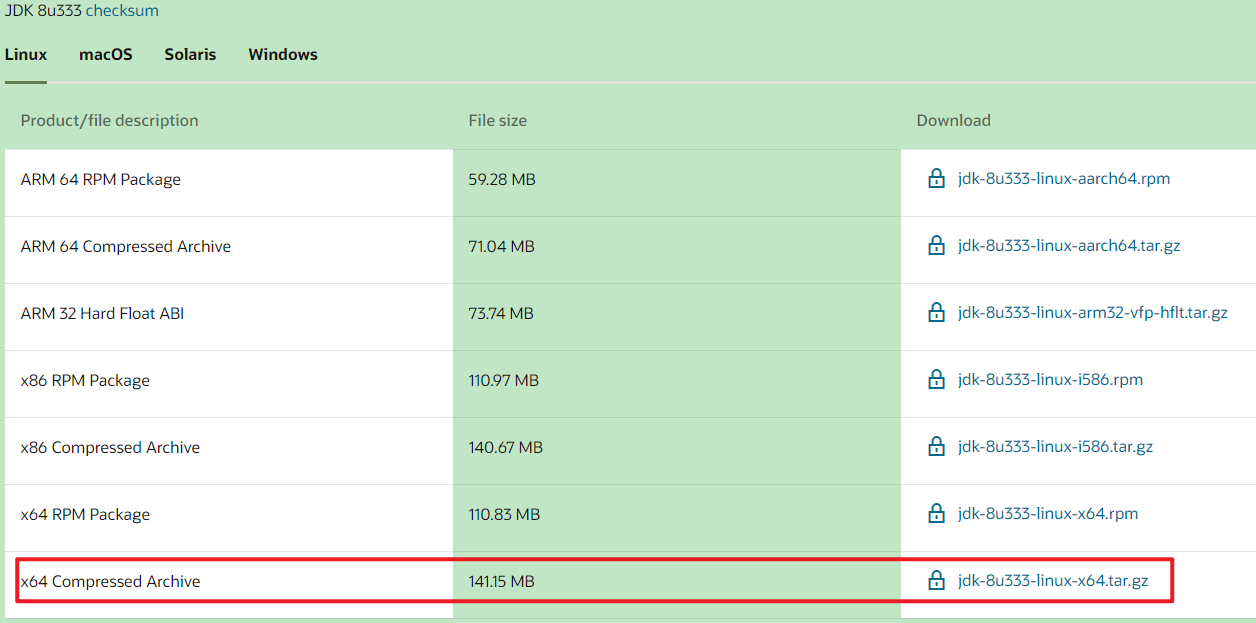 JDK 8u333 checksum
Linux macOS Solaris Windows
Product/file description File size Download
ARM 64 RPM Package 59.28 MB jdk-8u333-linux-aarch64.rpm
ARM 64 Compressed Archive 71.04 MB jdk-8u333-linux-aarch64.tar.gz
ARM 32 Hard Float ABI 73.74 MB jdk-8u333-linux-arm32-vfp-hflt.tar.gz
x86 RPM Package 110.97 MB jdk-8u333-linux-i586.rpm
x86 Compressed Archive 140.67 MB jdk-8u333-linux-i586.tar.gz
x64 RPM Package 110.83 MB jdk-8u333-linux-x64.rpm
x64 Compressed Archive 141.15 MB jdk-8u333-linux-x64.tar.gz